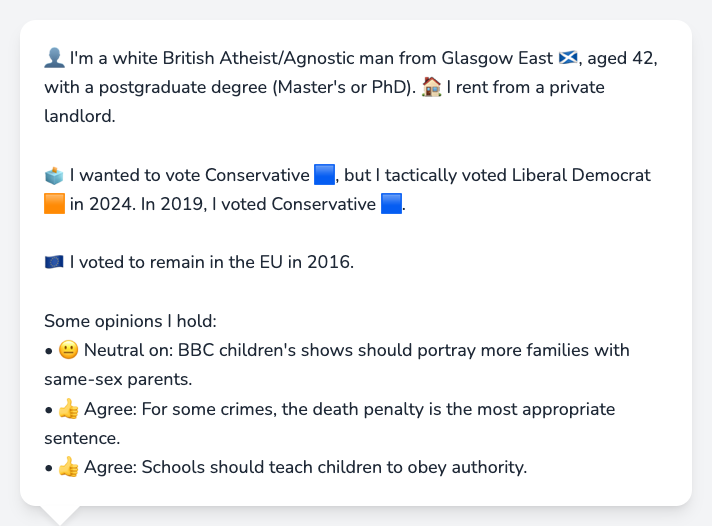 👤 I'm a white British Atheist/Agnostic man from Glasgow East 🏴󠁧󠁢󠁳󠁣󠁴󠁿, aged 42,
with a postgraduate degree (Master's or PhD). 🏠 I rent from a private
landlord.
🗳️ I wanted to vote Conservative 🟦, but I tactically voted Liberal Democrat
🟧 in 2024. In 2019, I voted Conservative 🟦.
🇪🇺 I voted to remain in the EU in 2016.
Some opinions I hold:
• 😐 Neutral on: BBC children's shows should portray more families with
same-sex parents.
• 👍 Agree: For some crimes, the death penalty is the most appropriate
sentence.
• 👍 Agree: Schools should teach children to obey authority.